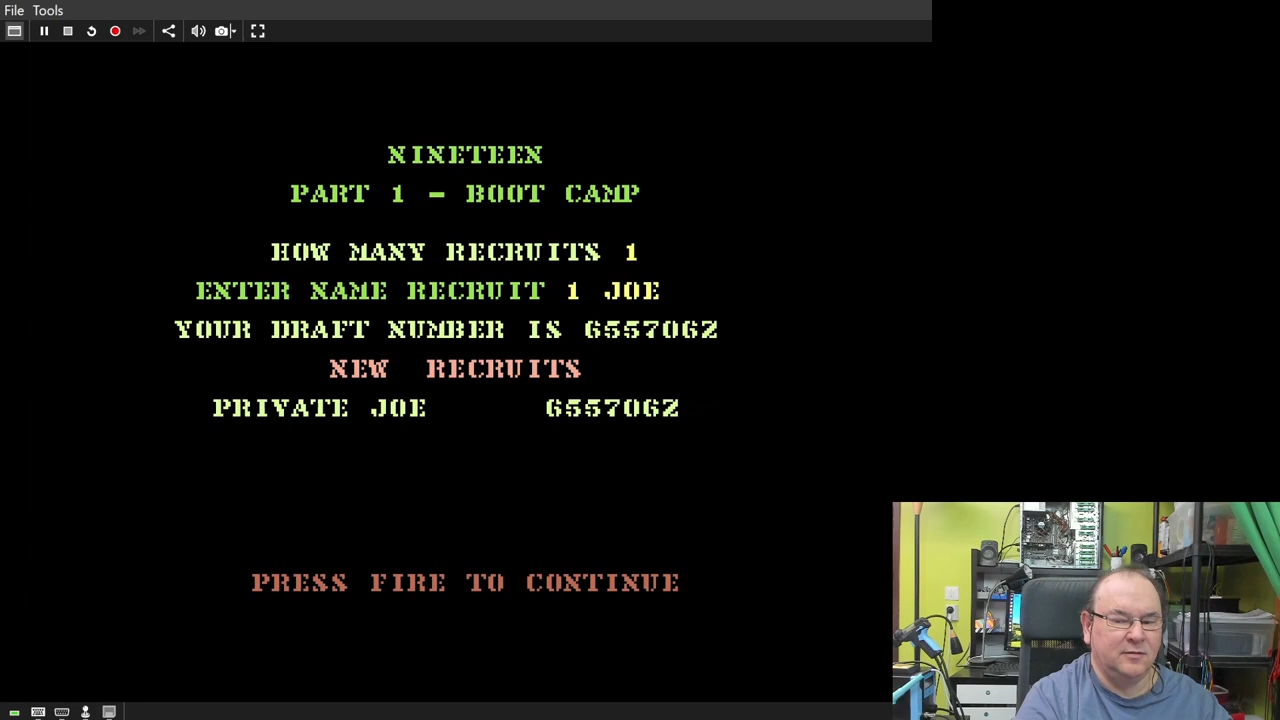 File Tools
NINETEEN
PART 1 - BOOT CAMP
HOW MANY RECRUITS 1
ENTER NAME RECRUIT 1 JOE
YOUR DRAFT NUMBER IS 6557062
NEW RECRUITS
PRIVATE JOE 6557062
PRESS FIRE TO CONTINUE